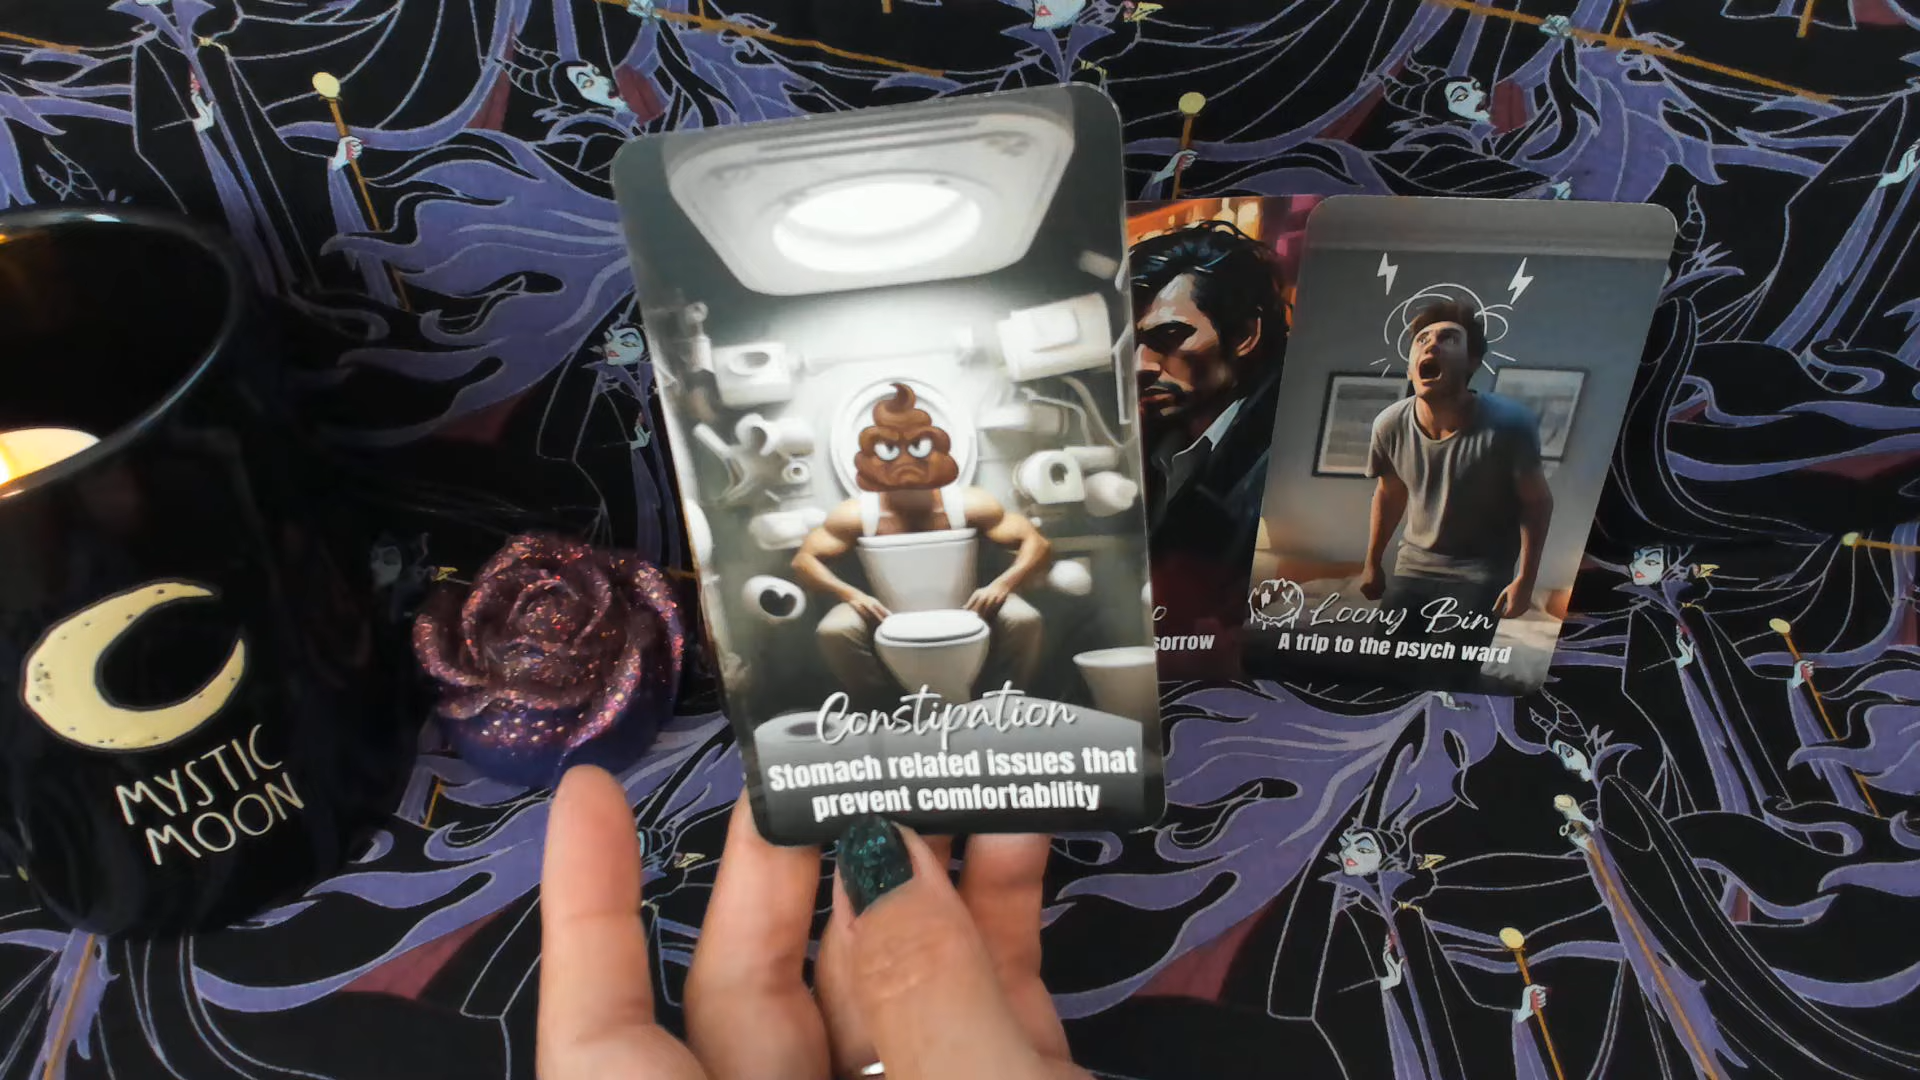 MYSTIC
MOON
Constipation
Stomach related issues that
prevent comfortability
sorrow
Loony Bin
A trip to the psych ward